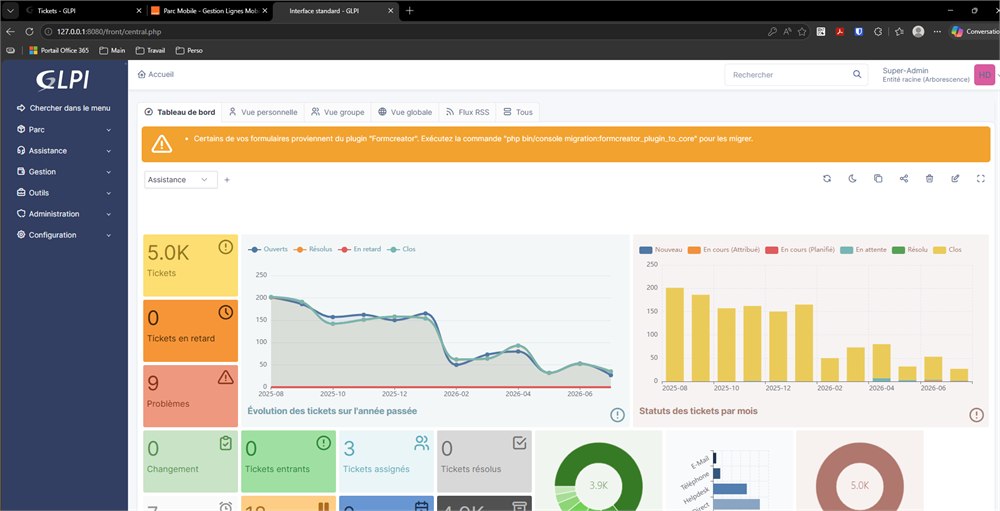 Tickets - GLPI
Parc Mobile - Gestion Lignes Mob
Interface standard - GLPI
127.0.0.1:8080/front/central.php
Conversatio
Portail Office 365
Main
Travail
Perso
GLPI
Accueil
Rechercher
Super-Admin
Entité racine (Arborescence)
HD
Chercher dans le menu
Parc
Assistance
Gestion
Outils
Administration
Configuration
Tableau de bord
Vue personnelle
Vue groupe
Vue globale
Flux RSS
Tous
Certains de vos formulaires proviennent du plugin "Formcreator". Exécutez la commande "php bin/console migration:formcreator_plugin_to_core" pour les migrer.
Assistance
5.0K
Tickets
0
Tickets en retard
9
Problèmes
Ouverts
Résolus
En retard
Clos
250
200
150
100
50
0
2025-08
2025-10
2025-12
2026-02
2026-04
2026-06
Évolution des tickets sur l'année passée
Nouveau
En cours (Attribué)
En cours (Planifié)
En attente
Résolu
Clos
250
200
150
100
50
0
2025-08
2025-10
2025-12
2026-02
2026-04
2026-06
Statuts des tickets par mois
0
Changement
0
Tickets entrants
3
Tickets assignés
0
Tickets résolus
3.9K
E-Mail
Téléphone
Helpdesk
Direct
5.0K